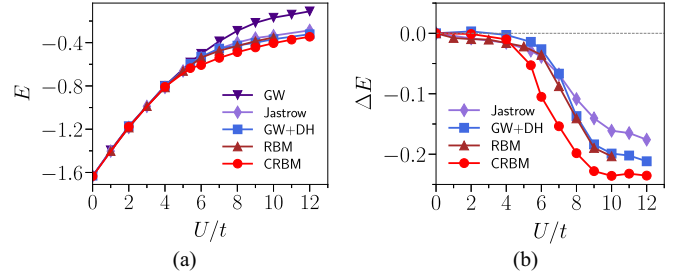 E
−0.4
−0.8
−1.2
−1.6
GW
Jastrow
GW+DH
RBM
CRBM
0 2 4 6 8 10 12
U/t
(a)
ΔE
0.0
−0.1
−0.2
Jastrow
GW+DH
RBM
CRBM
0 2 4 6 8 10 12
U/t
(b)